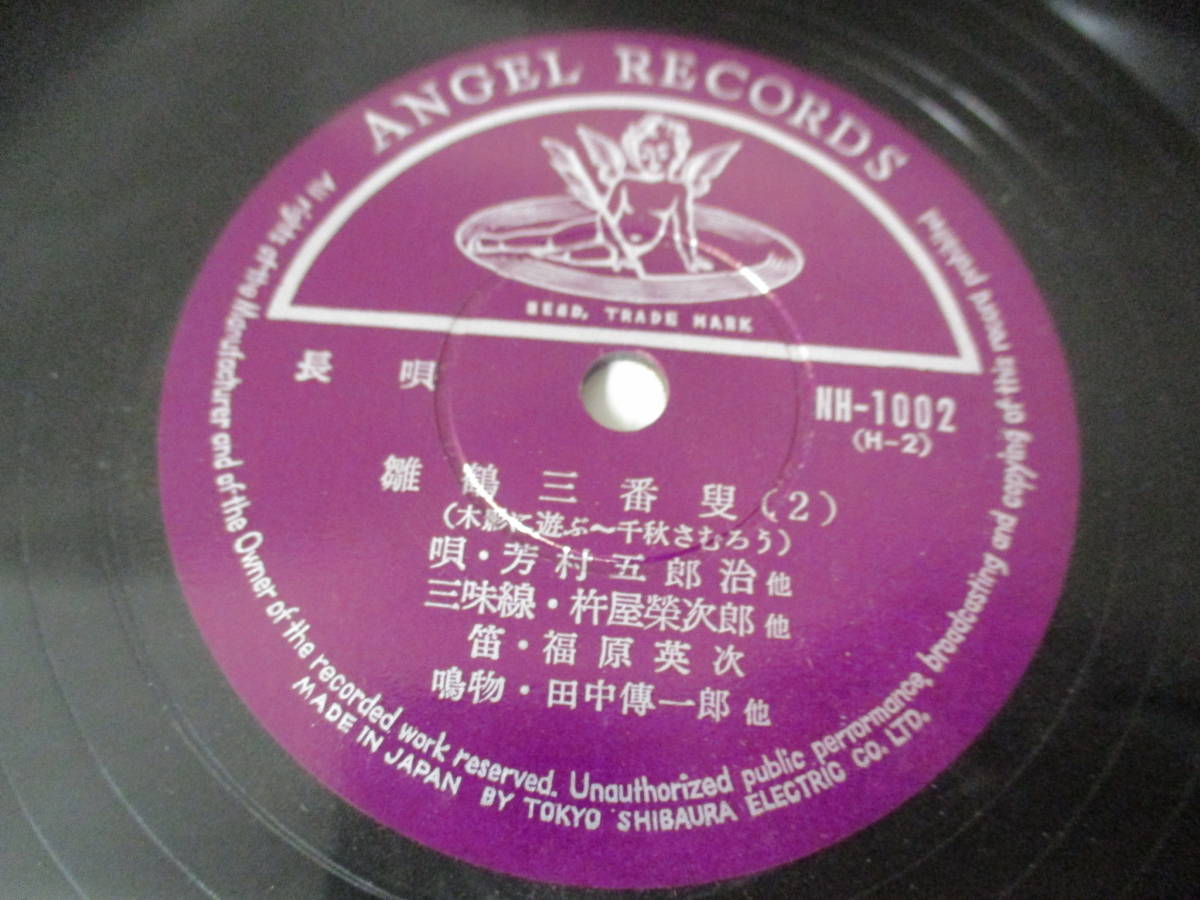 ANGEL RECORDS
REGD. TRADE MARK
長唄
NH-1002
(H-2)
雛鶴三番叟(2)
(木影に遊ぶ〜千秋さむろう)
唄・芳村五郎治他
三味線・杵屋榮次郎他
笛・福原英次
鳴物・田中傳一郎他
All rights of the Manufacturer and of the Owner of the recorded work reserved. Unauthorized public performance, broadcasting and copying of this record prohibited
MADE IN JAPAN BY TOKYO SHIBAURA ELECTRIC CO. LTD.